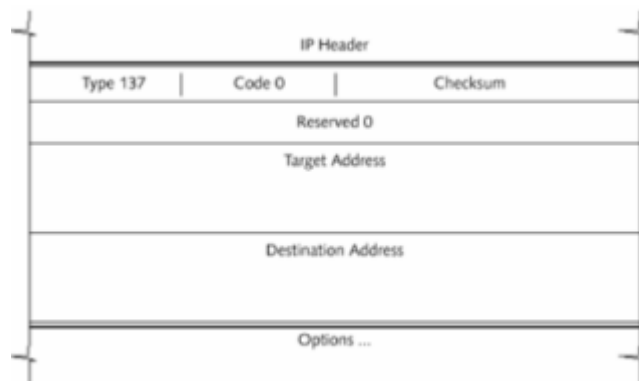 IP Header
Type 137 Code 0 Checksum
Reserved 0
Target Address
Destination Address
Options ...